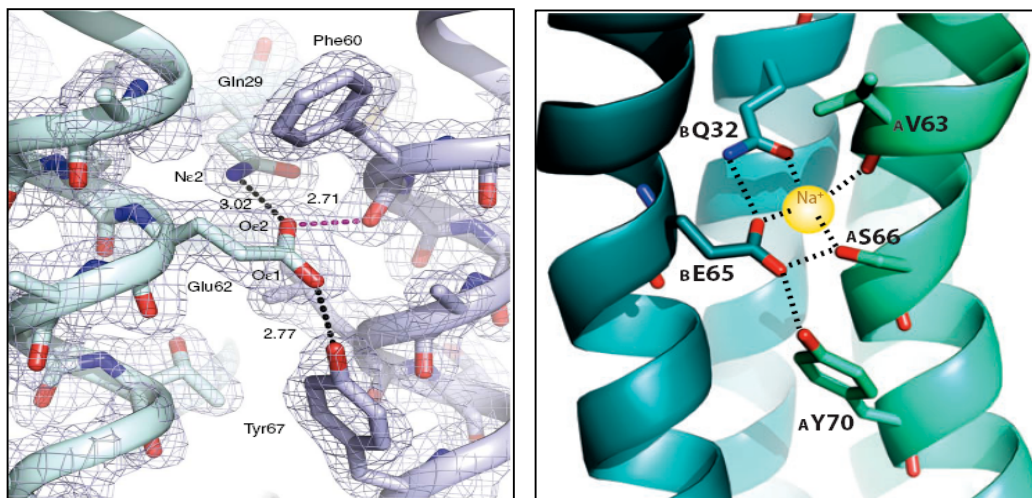 Phe60
Gln29
Nε2
3.02
2.71
Oε2
Oε1
Glu62
2.77
Tyr67
BQ32
AV63
Na+
AS66
BE65
AY70